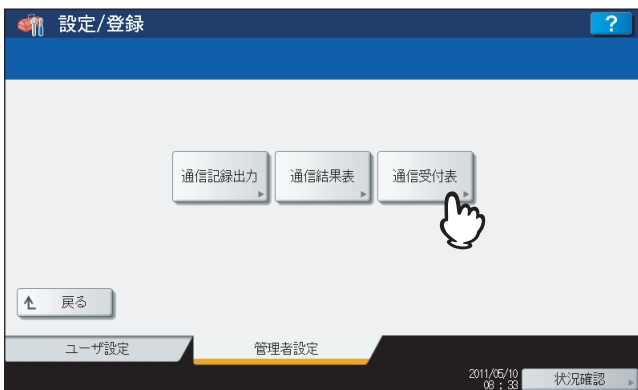 設定/登録
?
通信記録出力
通信結果表
通信受付表
戻る
ユーザ設定
管理者設定
2011/05/10
08 : 33
状況確認